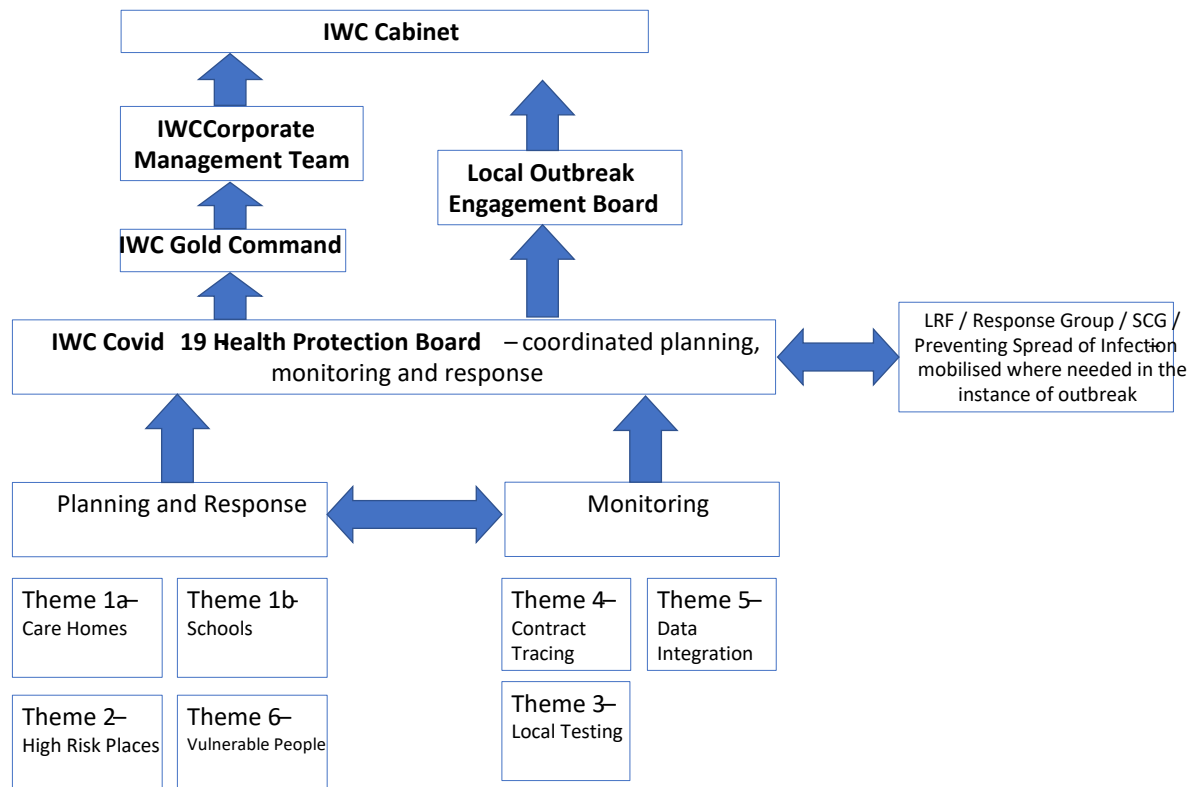 IWC Cabinet
IWCCorporate
Management Team
Local Outbreak
Engagement Board
IWC Gold Command
IWC Covid 19 Health Protection Board – coordinated planning,
monitoring and response
LRF / Response Group / SCG /
Preventing Spread of Infection –
mobilised where needed in the
instance of outbreak
Planning and Response
Monitoring
Theme 1a–
Care Homes
Theme 1b-
Schools
Theme 4–
Contract
Tracing
Theme 5–
Data
Integration
Theme 2–
High Risk Places
Theme 6–
Vulnerable People
Theme 3–
Local Testing